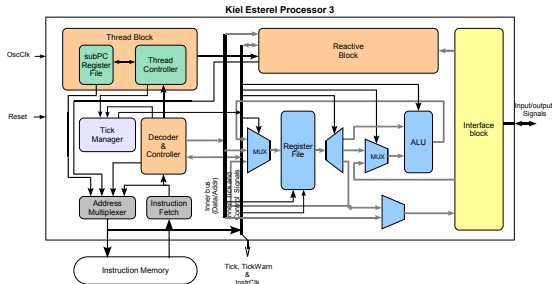 Kiel Esterel Processor 3
Thread Block
subPC
Register
File
Thread
Controller
Reactive
Block
OscClk
Reset
Tick
Manager
Decoder
&
Controller
MUX
Register
File
MUX
ALU
Interface
block
Input/output
Signals
Address
Multiplexer
Instruction
Fetch
Inner bus
(Data/Addr)
Control Signals
Instruction Memory
Tick, TickWarn
&
InstrClk